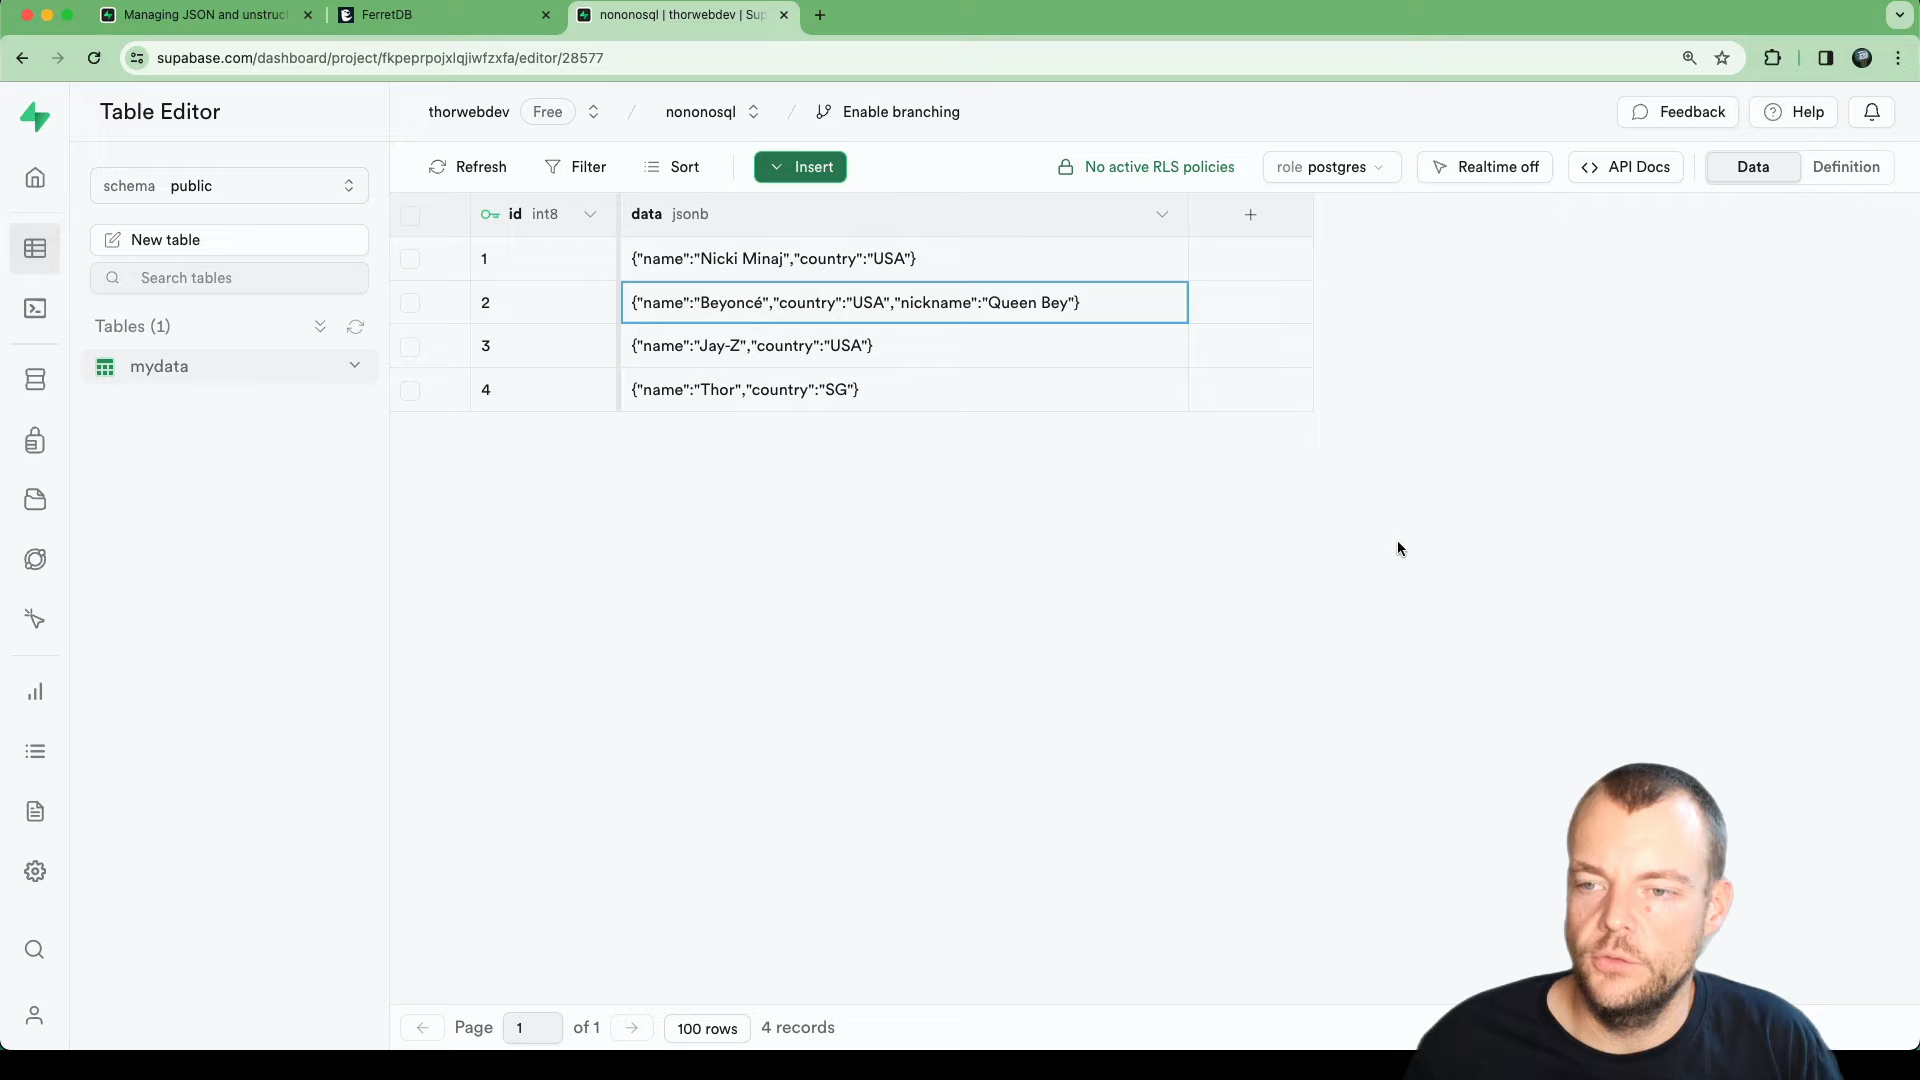 Managing JSON and unstruct
FerretDB
nononosql | thorwebdev | Sup
supabase.com/dashboard/project/fkpeprpojxlqjiwfzxfa/editor/28577
Table Editor
thorwebdev Free / nononosql / Enable branching
Feedback Help
Refresh Filter Sort Insert No active RLS policies role postgres Realtime off API Docs Data Definition
schema public
New table
Search tables
Tables (1)
mydata
id int8 data jsonb
1 {"name":"Nicki Minaj","country":"USA"}
2 {"name":"Beyoncé","country":"USA","nickname":"Queen Bey"}
3 {"name":"Jay-Z","country":"USA"}
4 {"name":"Thor","country":"SG"}
Page 1 of 1 100 rows 4 records